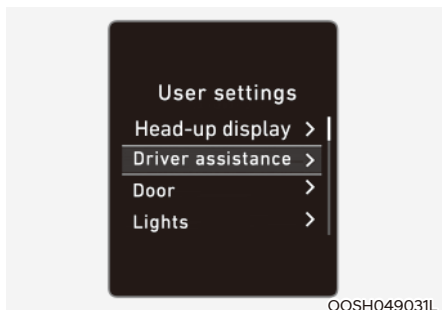 User settings
Head-up display >
Driver assistance >
Door >
Lights >
OOSH049031L